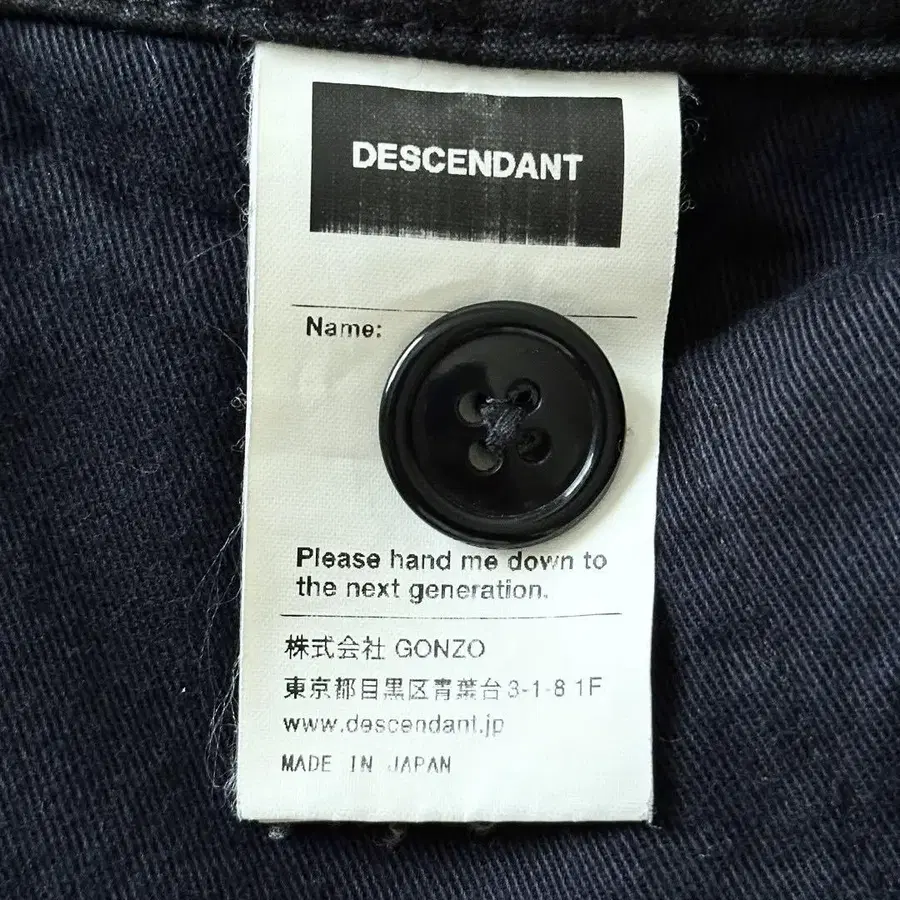 DESCENDANT
Name:
Please hand me down to
the next generation.
株式会社 GONZO
東京都目黒区青葉台3-1-8 1F
www.descendant.jp
MADE IN JAPAN